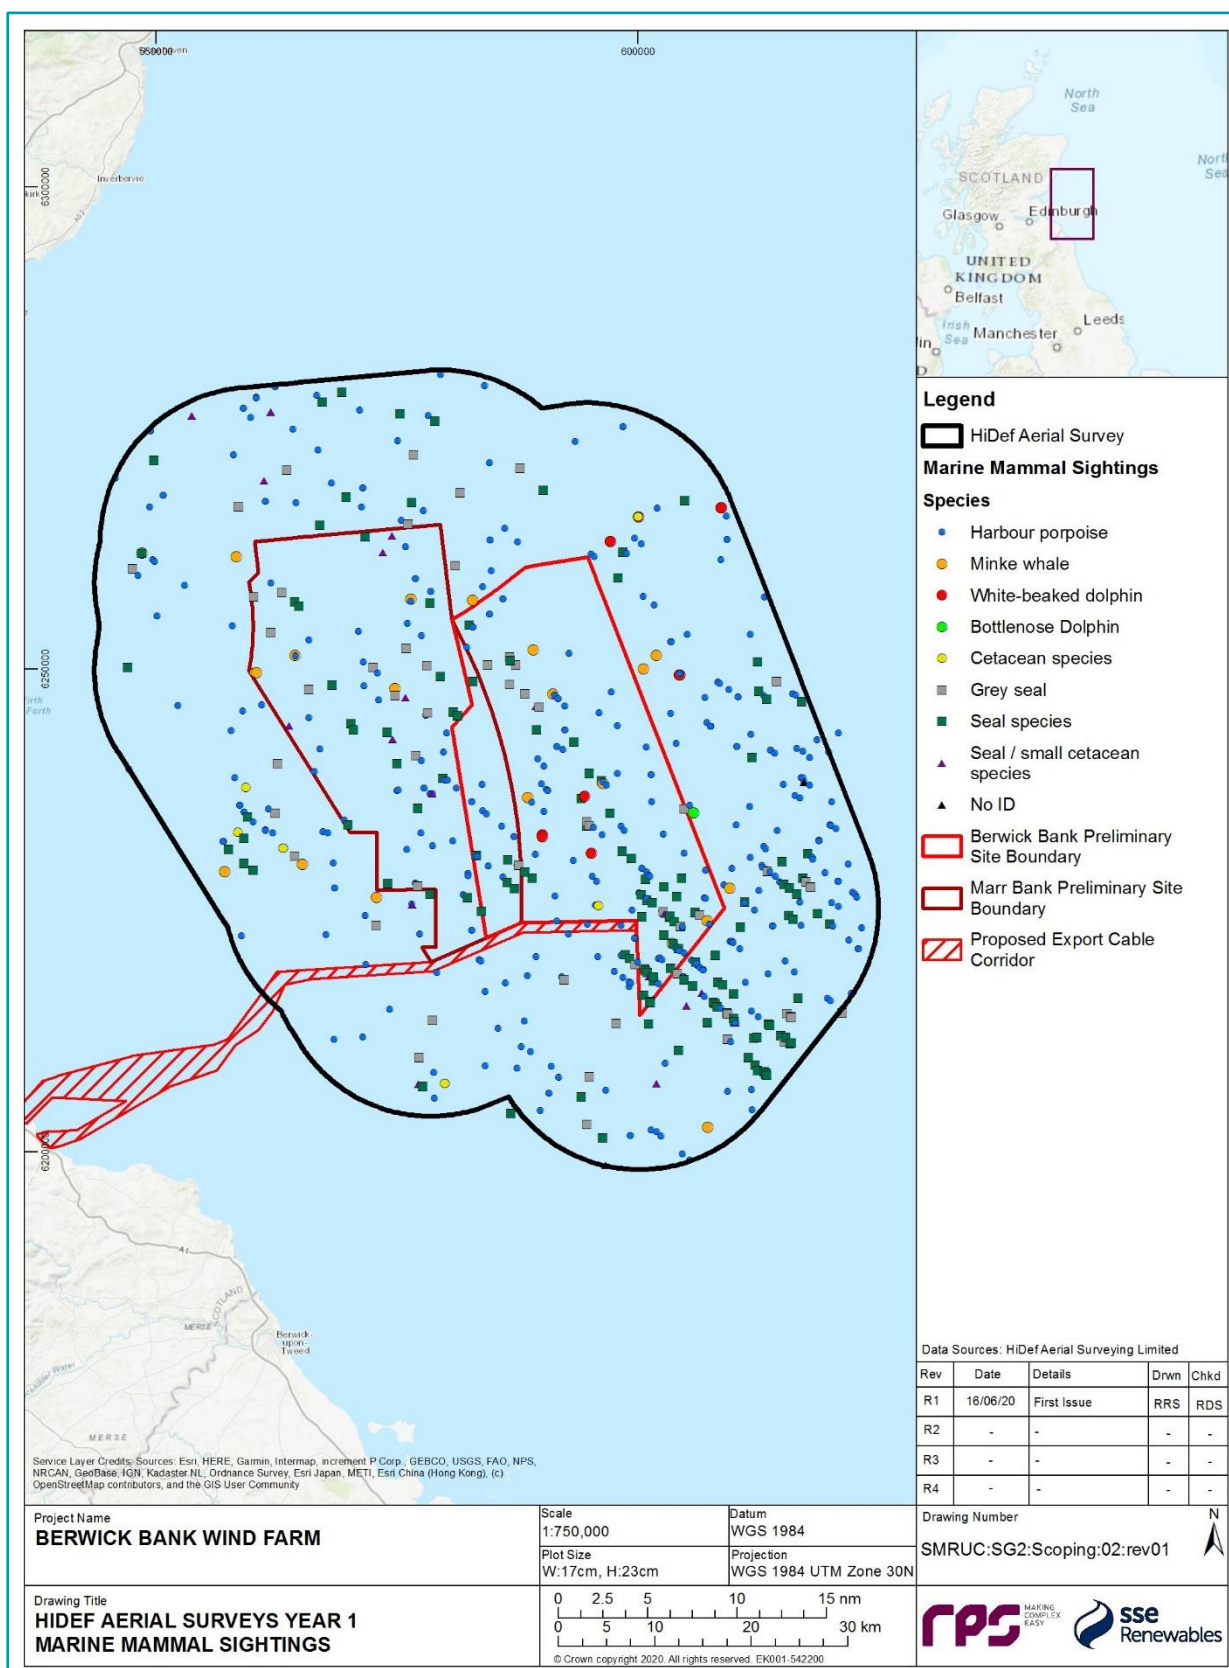 550000
600000
Inverbervie
6300000
6250000
6200000
Firth
Forth
A1
SCOTLAND
MERSE
Berwick-
upon-
Tweed
MERSE
North
Sea
North
Sea
SCOTLAND
Glasgow
Edinburgh
UNITED
KINGDOM
Belfast
Irish
Sea
Manchester
Leeds
Legend
HiDef Aerial Survey
Marine Mammal Sightings
Species
Harbour porpoise
Minke whale
White-beaked dolphin
Bottlenose Dolphin
Cetacean species
Grey seal
Seal species
Seal / small cetacean
species
No ID
Berwick Bank Preliminary
Site Boundary
Marr Bank Preliminary Site
Boundary
Proposed Export Cable
Corridor
Data Sources: HiDef Aerial Surveying Limited
Rev Date Details Drwn Chkd
R1 16/06/20 First Issue RRS RDS
R2 - - - -
R3 - - - -
R4 - - - -
Service Layer Credits: Sources: Esri, HERE, Garmin, Intermap, increment P Corp., GEBCO, USGS, FAO, NPS,
NRCAN, GeoBase, IGN, Kadaster NL, Ordnance Survey, Esri Japan, METI, Esri China (Hong Kong), (c)
OpenStreetMap contributors, and the GIS User Community
Project Name
BERWICK BANK WIND FARM
Scale
1:750,000
Datum
WGS 1984
Plot Size
W:17cm, H:23cm
Projection
WGS 1984 UTM Zone 30N
Drawing Number
SMRUC:SG2:Scoping:02:rev01
N
Drawing Title
HIDEF AERIAL SURVEYS YEAR 1
MARINE MAMMAL SIGHTINGS
0 2.5 5 10 15 nm
0 5 10 20 30 km
© Crown copyright 2020. All rights reserved. EK001-542200
rps
MAKING
COMPLEX
EASY
sse
Renewables